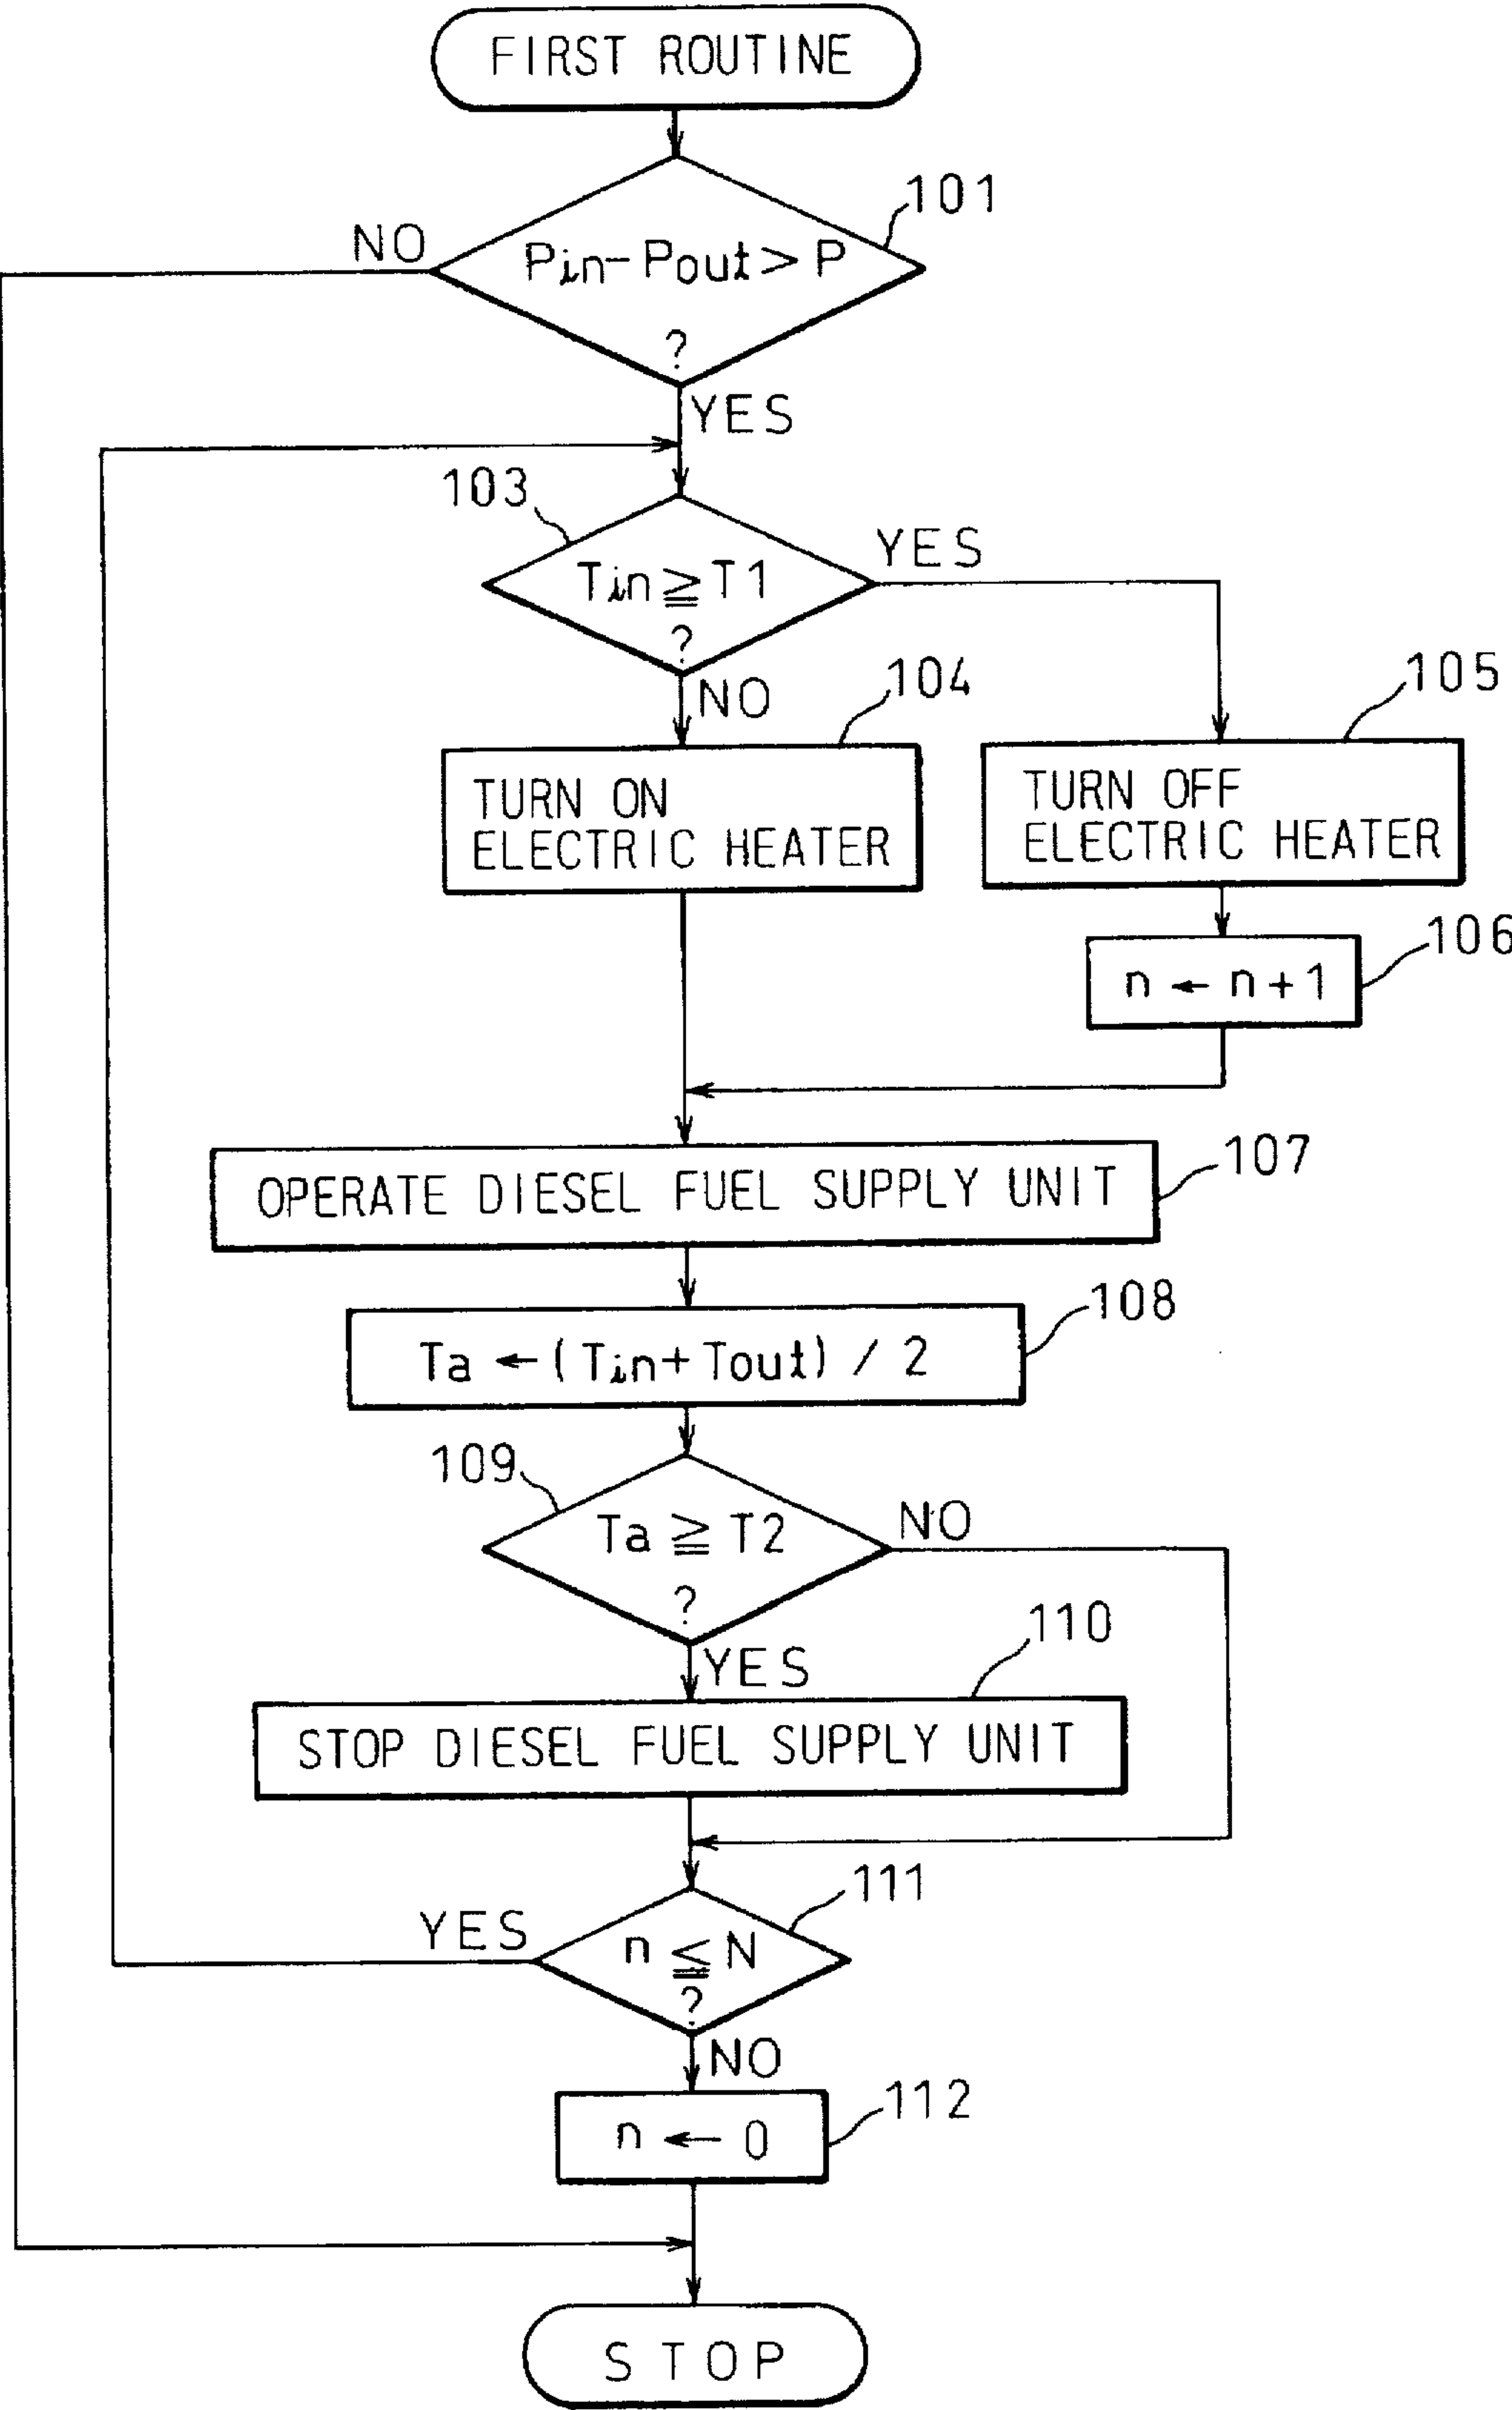 FIRST ROUTINE
101
NO
Pin-Pout > P
?
YES
103
YES
Tin ≧ T1
?
NO
104
105
TURN ON
ELECTRIC HEATER
TURN OFF
ELECTRIC HEATER
106
n ← n+1
107
OPERATE DIESEL FUEL SUPPLY UNIT
108
Ta ← (Tin+Tout) / 2
109
NO
Ta ≧ T2
?
YES
110
STOP DIESEL FUEL SUPPLY UNIT
111
YES
n ≦ N
?
NO
112
n ← 0
STOP